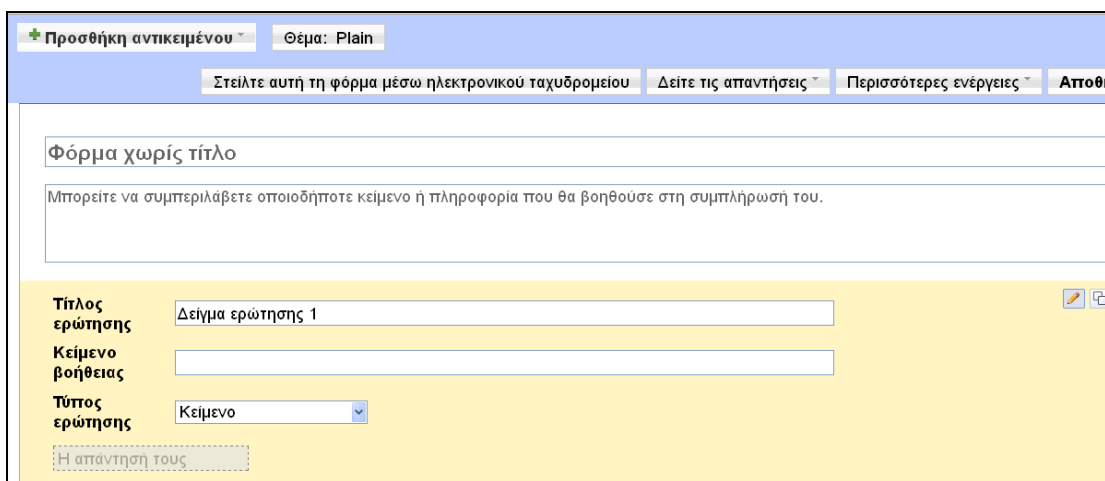 Προσθήκη αντικειμένου Θέμα: Plain
Στείλτε αυτή τη φόρμα μέσω ηλεκτρονικού ταχυδρομείου Δείτε τις απαντήσεις Περισσότερες ενέργειες
Φόρμα χωρίς τίτλο
Μπορείτε να συμπεριλάβετε οποιοδήποτε κείμενο ή πληροφορία που θα βοηθούσε στη συμπλήρωσή του.
Τίτλος
ερώτησης
Δείγμα ερώτησης 1
Κείμενο
βοήθειας
Τύπος
ερώτησης
Κείμενο
Η απάντησή τους